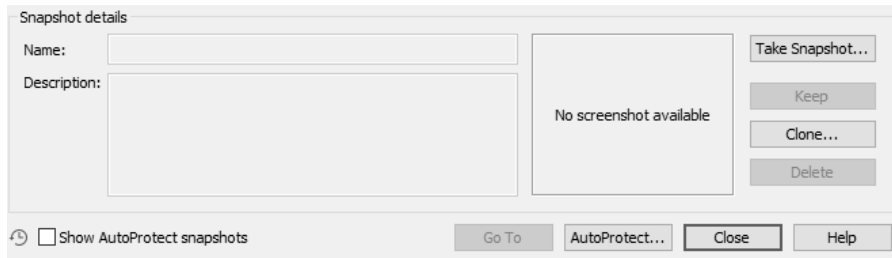 Snapshot details
Name:
Take Snapshot...
Description:
Keep
No screenshot available
Clone...
Delete
Show AutoProtect snapshots
Go To
AutoProtect...
Close
Help